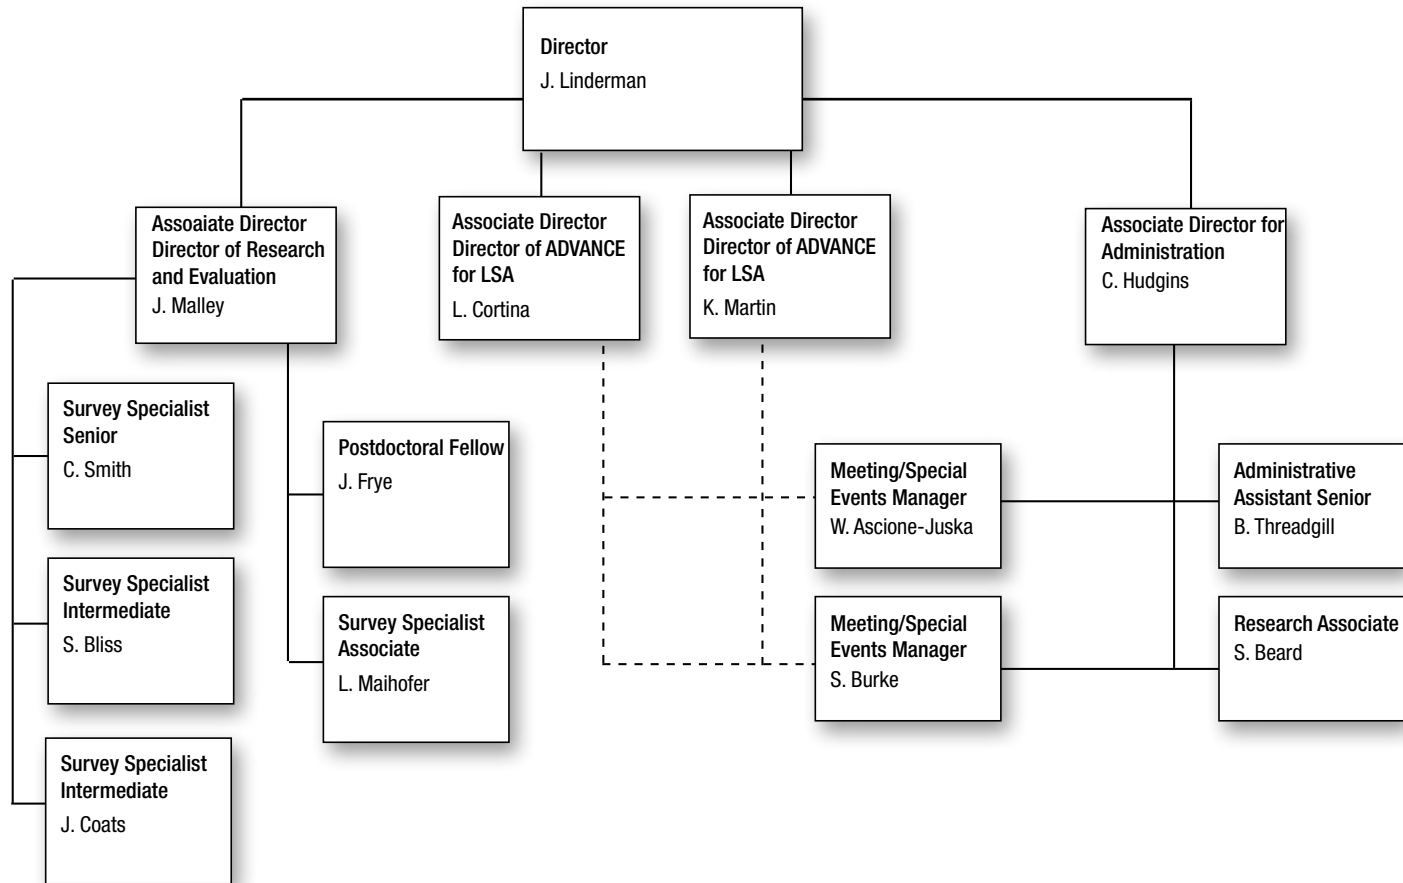 Director
J. Linderman
Assoaiate Director
Director of Research
and Evaluation
J. Malley
Associate Director
Director of ADVANCE
for LSA
L. Cortina
Associate Director
Director of ADVANCE
for LSA
K. Martin
Associate Director for
Administration
C. Hudgins
Survey Specialist
Senior
C. Smith
Postdoctoral Fellow
J. Frye
Meeting/Special
Events Manager
W. Ascione-Juska
Administrative
Assistant Senior
B. Threadgill
Survey Specialist
Intermediate
S. Bliss
Survey Specialist
Associate
L. Maihofer
Meeting/Special
Events Manager
S. Burke
Research Associate
S. Beard
Survey Specialist
Intermediate
J. Coats